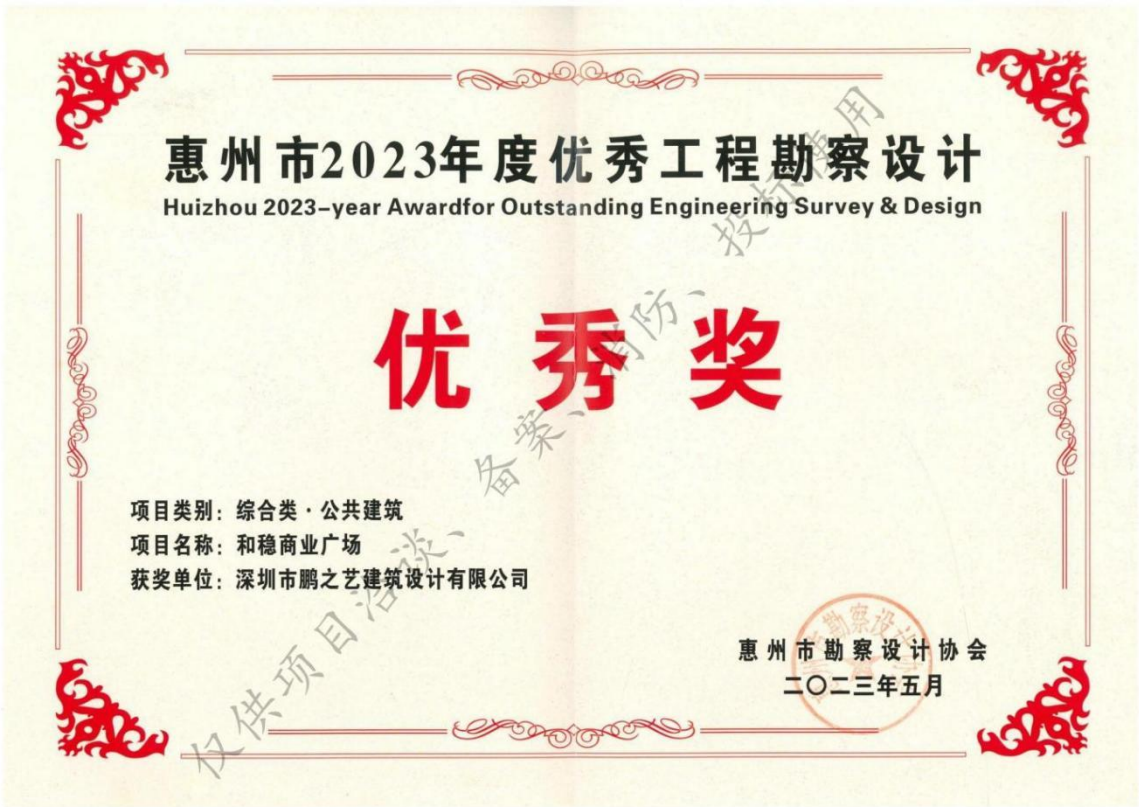 惠州市2023年度优秀工程勘察设计
Huizhou 2023-year Awardfor Outstanding Engineering Survey & Design
优秀奖
项目类别：综合类·公共建筑
项目名称：和稳商业广场
获奖单位：深圳市鹏之艺建筑设计有限公司
惠州市勘察设计协会
二〇二三年五月
仅供项目洽谈、备案、消防、投标使用